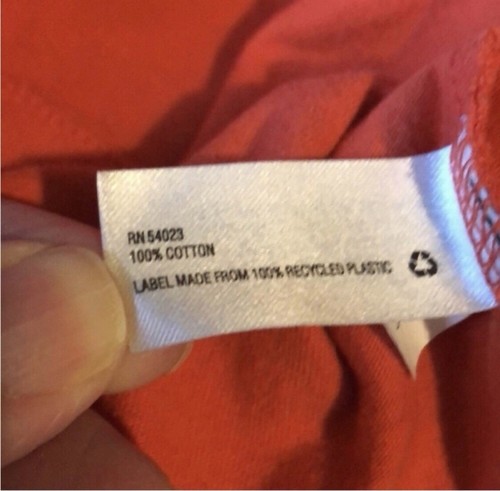 RN 54023
100% COTTON
LABEL MADE FROM 100% RECYCLED PLASTIC